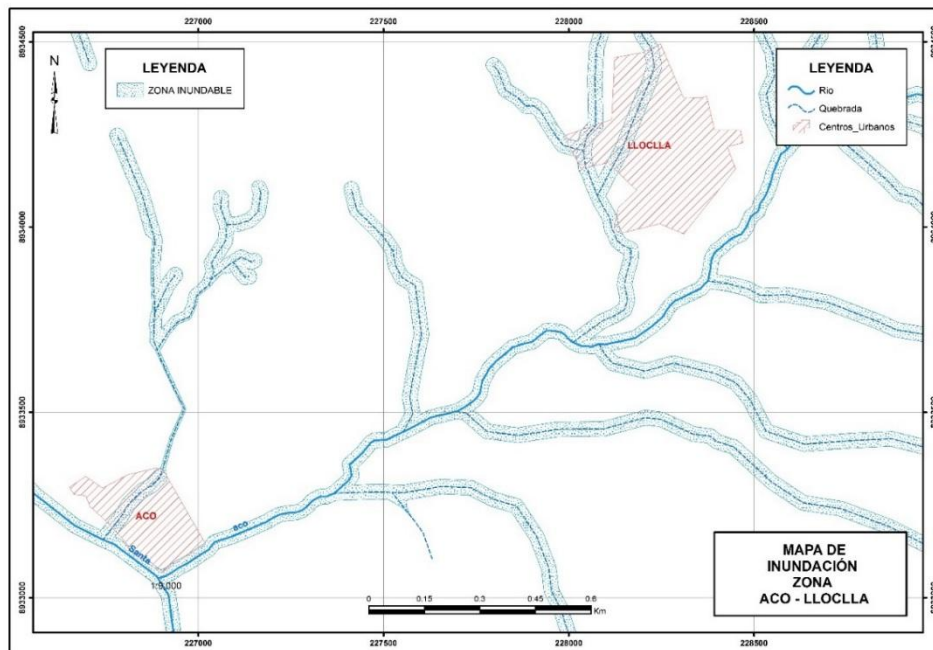 227000
227500
228000
228500
8934500
N
LEYENDA
ZONA INUNDABLE
LEYENDA
Rio
Quebrada
Centros_Urbanos
LLOCLLA
8934000
8933500
ACO
aco
Santa
1:9,000
8933000
0 0.15 0.3 0.45 0.6
Km
MAPA DE
INUNDACIÓN
ZONA
ACO - LLOCLLA
227000
227500
228000
228500